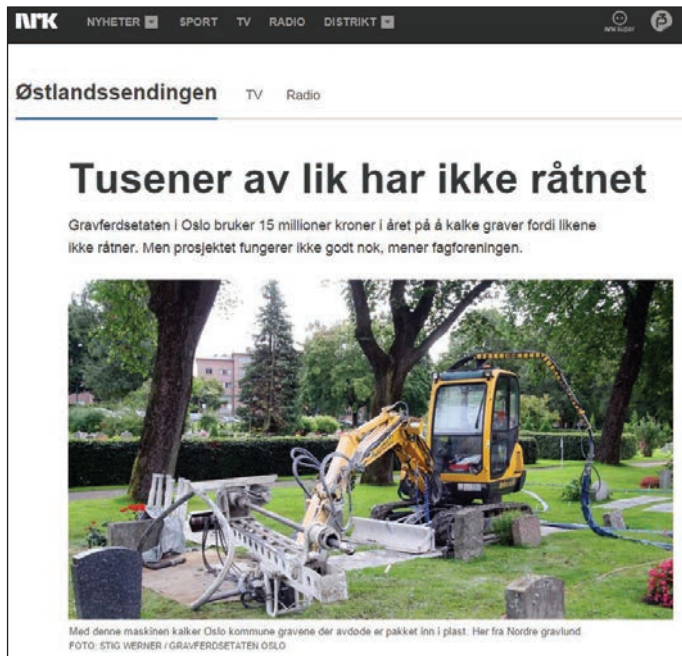 NRK NYHETER SPORT TV RADIO DISTRIKT NRK super
Østlandssendingen TV Radio
Tusener av lik har ikke råtnet
Gravferdsetaten i Oslo bruker 15 millioner kroner i året på å kalke graver fordi likene
ikke råtner. Men prosjektet fungerer ikke godt nok, mener fagforeningen.
Med denne maskinen kalker Oslo kommune gravene der avdøde er pakket inn i plast. Her fra Nordre gravlund.
FOTO: STIG WERNER / GRAVFERDSETATEN OSLO